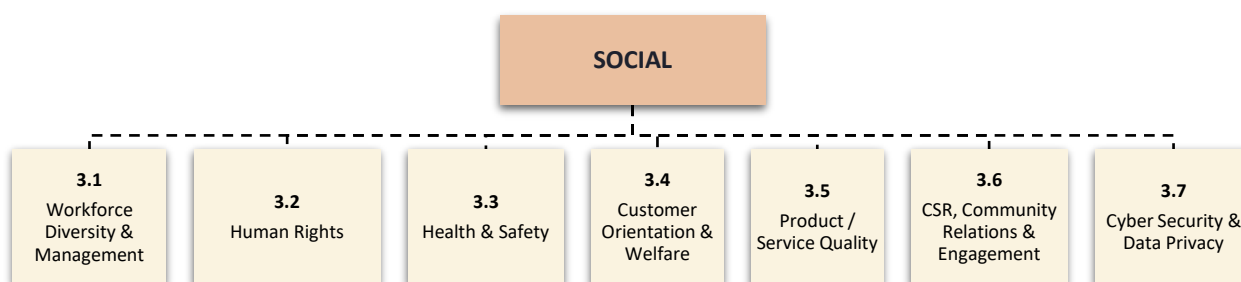 SOCIAL
3.1
Workforce
Diversity &
Management
3.2
Human Rights
3.3
Health & Safety
3.4
Customer
Orientation &
Welfare
3.5
Product /
Service Quality
3.6
CSR, Community
Relations &
Engagement
3.7
Cyber Security &
Data Privacy